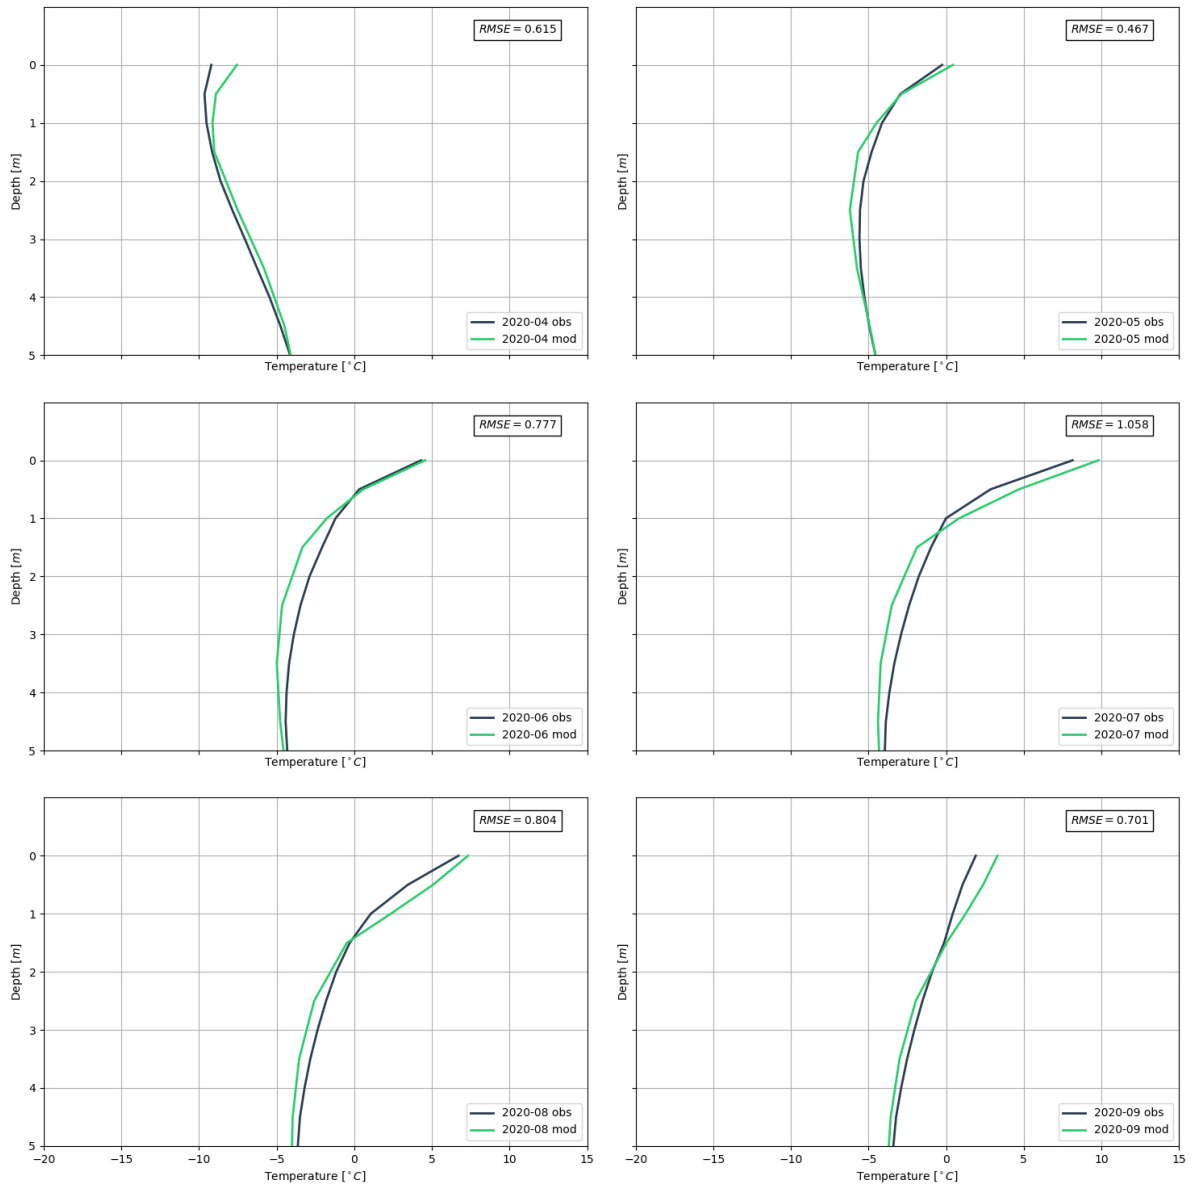 RMSE = 0.615
0
1
2
3
4
5
Depth [m]
2020-04 obs
2020-04 mod
Temperature [°C]
RMSE = 0.467
Depth [m]
2020-05 obs
2020-05 mod
Temperature [°C]
RMSE = 0.777
0
1
2
3
4
5
Depth [m]
2020-06 obs
2020-06 mod
Temperature [°C]
RMSE = 1.058
Depth [m]
2020-07 obs
2020-07 mod
Temperature [°C]
RMSE = 0.804
0
1
2
3
4
5
Depth [m]
2020-08 obs
2020-08 mod
−20 −15 −10 −5 0 5 10 15
Temperature [°C]
RMSE = 0.701
Depth [m]
2020-09 obs
2020-09 mod
−20 −15 −10 −5 0 5 10 15
Temperature [°C]